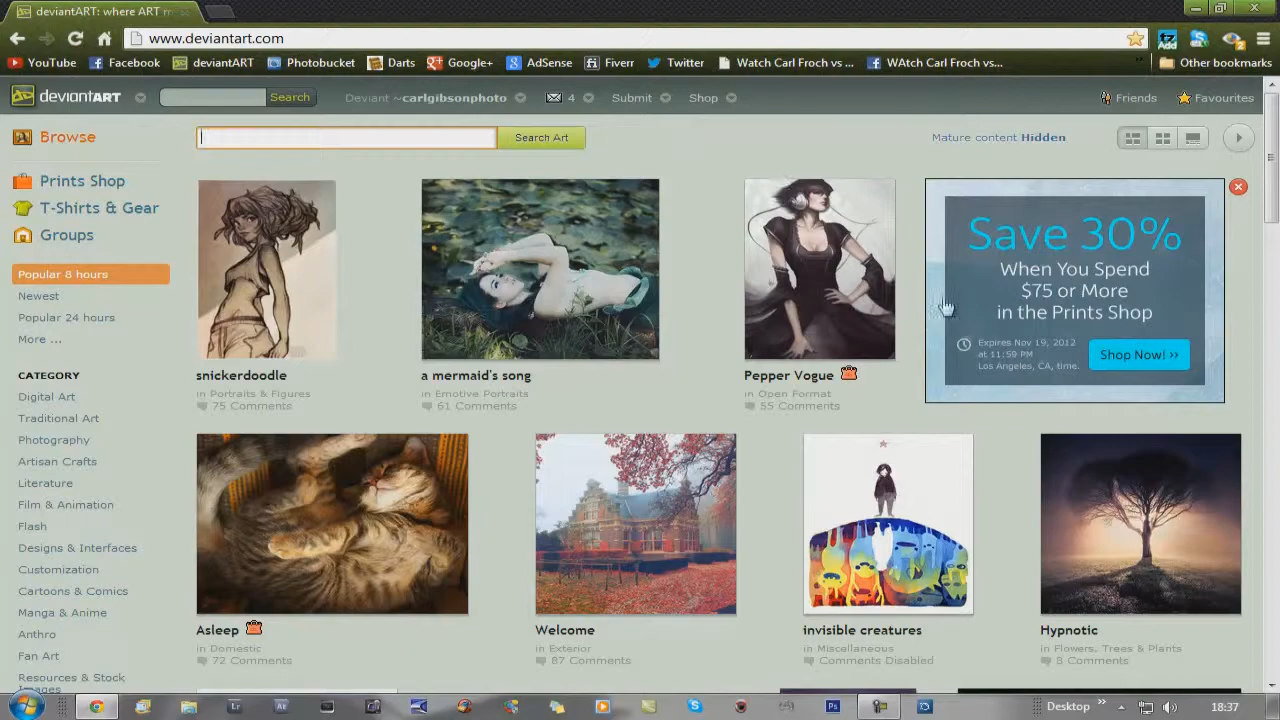 deviantART: where ART m
www.deviantart.com
YouTube Facebook deviantART Photobucket Darts Google+ AdSense Fiverr Twitter Watch Carl Froch vs ... WAtch Carl Froch vs... » Other bookmarks
Add 2
deviantART Search Deviant ~carlgibsonphoto 4 Submit Shop Friends Favourites
Browse
Search Art
Mature content Hidden
Prints Shop
T-Shirts & Gear
Groups
Popular 8 hours
Newest
Popular 24 hours
More ...
CATEGORY
Digital Art
Traditional Art
Photography
Artisan Crafts
Literature
Film & Animation
Flash
Designs & Interfaces
Customization
Cartoons & Comics
Manga & Anime
Anthro
Fan Art
Resources & Stock
Images
snickerdoodle
in Portraits & Figures
75 Comments
a mermaid's song
in Emotive Portraits
61 Comments
Pepper Vogue
in Open Format
55 Comments
Save 30%
When You Spend
$75 or More
in the Prints Shop
Expires Nov 19, 2012
at 11:59 PM
Los Angeles, CA, time.
Shop Now! >>
Asleep
in Domestic
72 Comments
Welcome
in Exterior
87 Comments
invisible creatures
in Miscellaneous
Comments Disabled
Hypnotic
in Flowers, Trees & Plants
8 Comments
Lr Ae Ps Desktop » 18:37